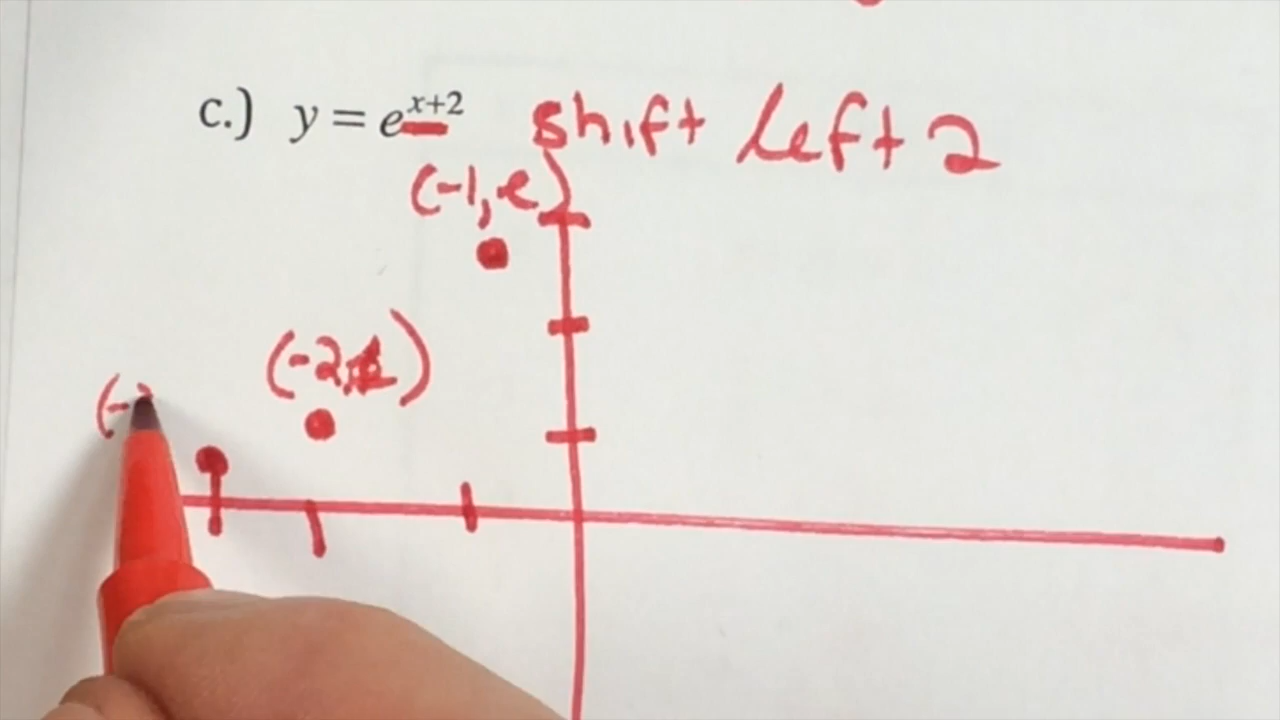 c.) y = e^{x+2} shift left 2
(-1, e)
(-2, 1)
(-